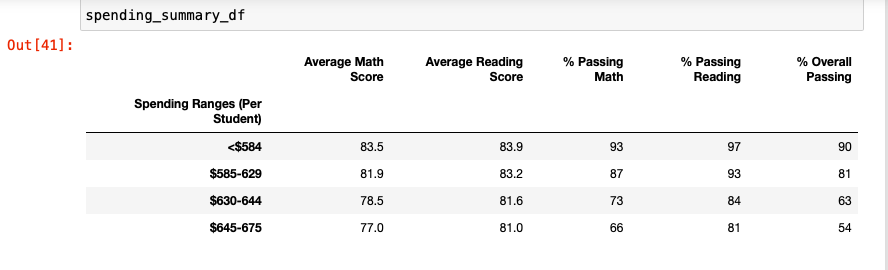 spending_summary_df
Out[41]:
Average Math Score Average Reading Score % Passing Math % Passing Reading % Overall Passing
Spending Ranges (Per Student)
<$584 83.5 83.9 93 97 90
$585-629 81.9 83.2 87 93 81
$630-644 78.5 81.6 73 84 63
$645-675 77.0 81.0 66 81 54